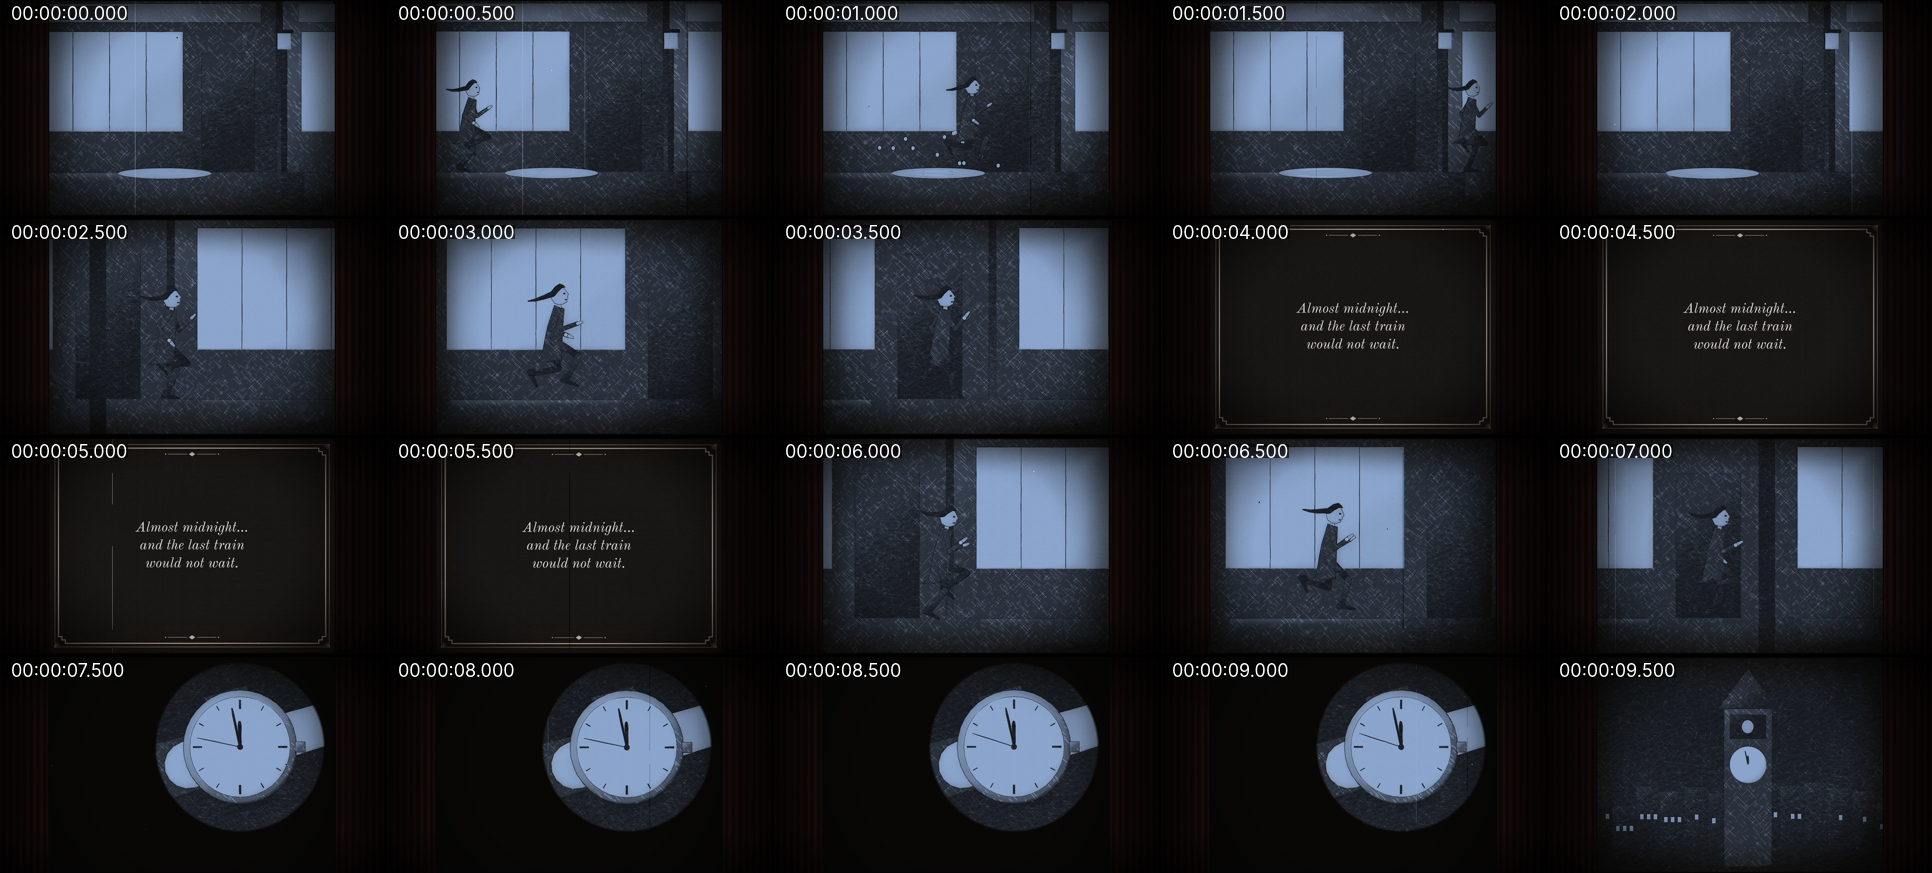 00:00:00.000
00:00:00.500
00:00:01.000
00:00:01.500
00:00:02.000
00:00:02.500
00:00:03.000
00:00:03.500
00:00:04.000
Almost midnight...
and the last train
would not wait.
00:00:04.500
Almost midnight...
and the last train
would not wait.
00:00:05.000
Almost midnight...
and the last train
would not wait.
00:00:05.500
Almost midnight...
and the last train
would not wait.
00:00:06.000
00:00:06.500
00:00:07.000
00:00:07.500
00:00:08.000
00:00:08.500
00:00:09.000
00:00:09.500